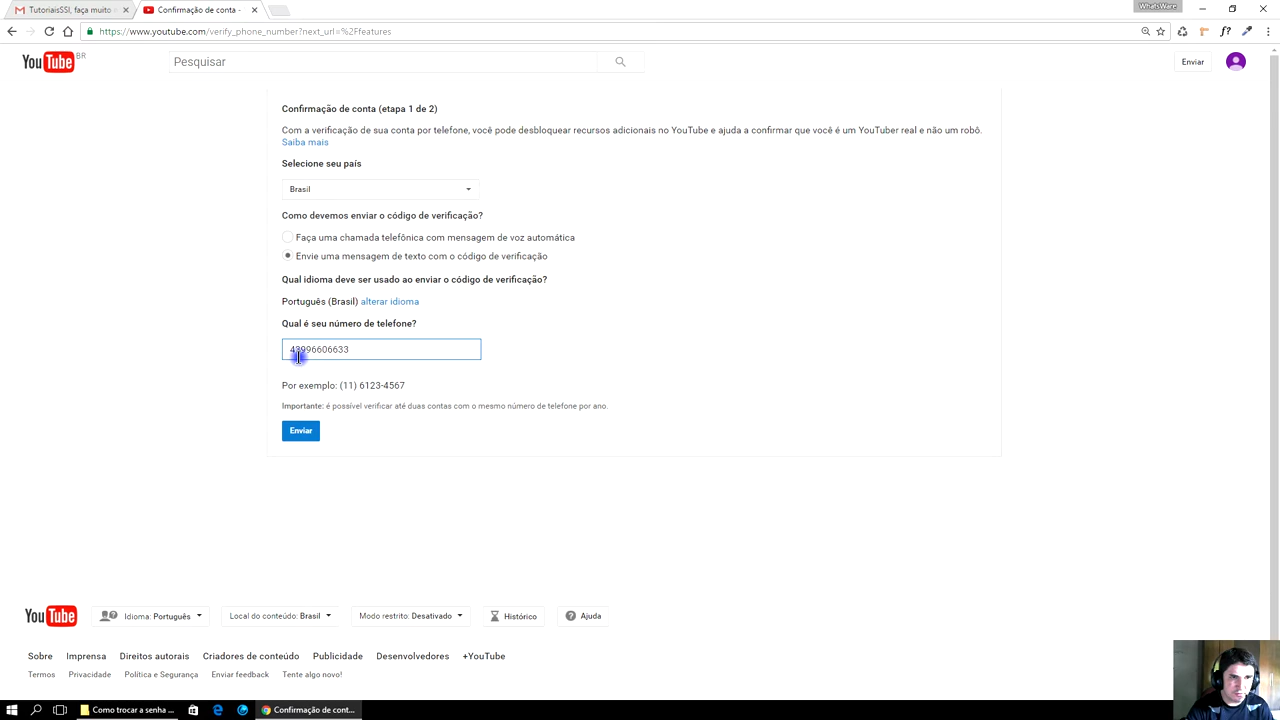 WhatsWare
TutoriaisSSI, faça muito
Confirmação de conta -
https://www.youtube.com/verify_phone_number?next_url=%2Ffeatures
f?
YouTube BR
Pesquisar
Enviar
Confirmação de conta (etapa 1 de 2)
Com a verificação de sua conta por telefone, você pode desbloquear recursos adicionais no YouTube e ajuda a confirmar que você é um YouTuber real e não um robô.
Saiba mais
Selecione seu país
Brasil
Como devemos enviar o código de verificação?
Faça uma chamada telefônica com mensagem de voz automática
Envie uma mensagem de texto com o código de verificação
Qual idioma deve ser usado ao enviar o código de verificação?
Português (Brasil) alterar idioma
Qual é seu número de telefone?
43996606633
Por exemplo: (11) 6123-4567
Importante: é possível verificar até duas contas com o mesmo número de telefone por ano.
Enviar
YouTube
Idioma: Português
Local do conteúdo: Brasil
Modo restrito: Desativado
Histórico
Ajuda
Sobre Imprensa Direitos autorais Criadores de conteúdo Publicidade Desenvolvedores +YouTube
Termos Privacidade Política e Segurança Enviar feedback Tente algo novo!
Como trocar a senha ...
Confirmação de cont...